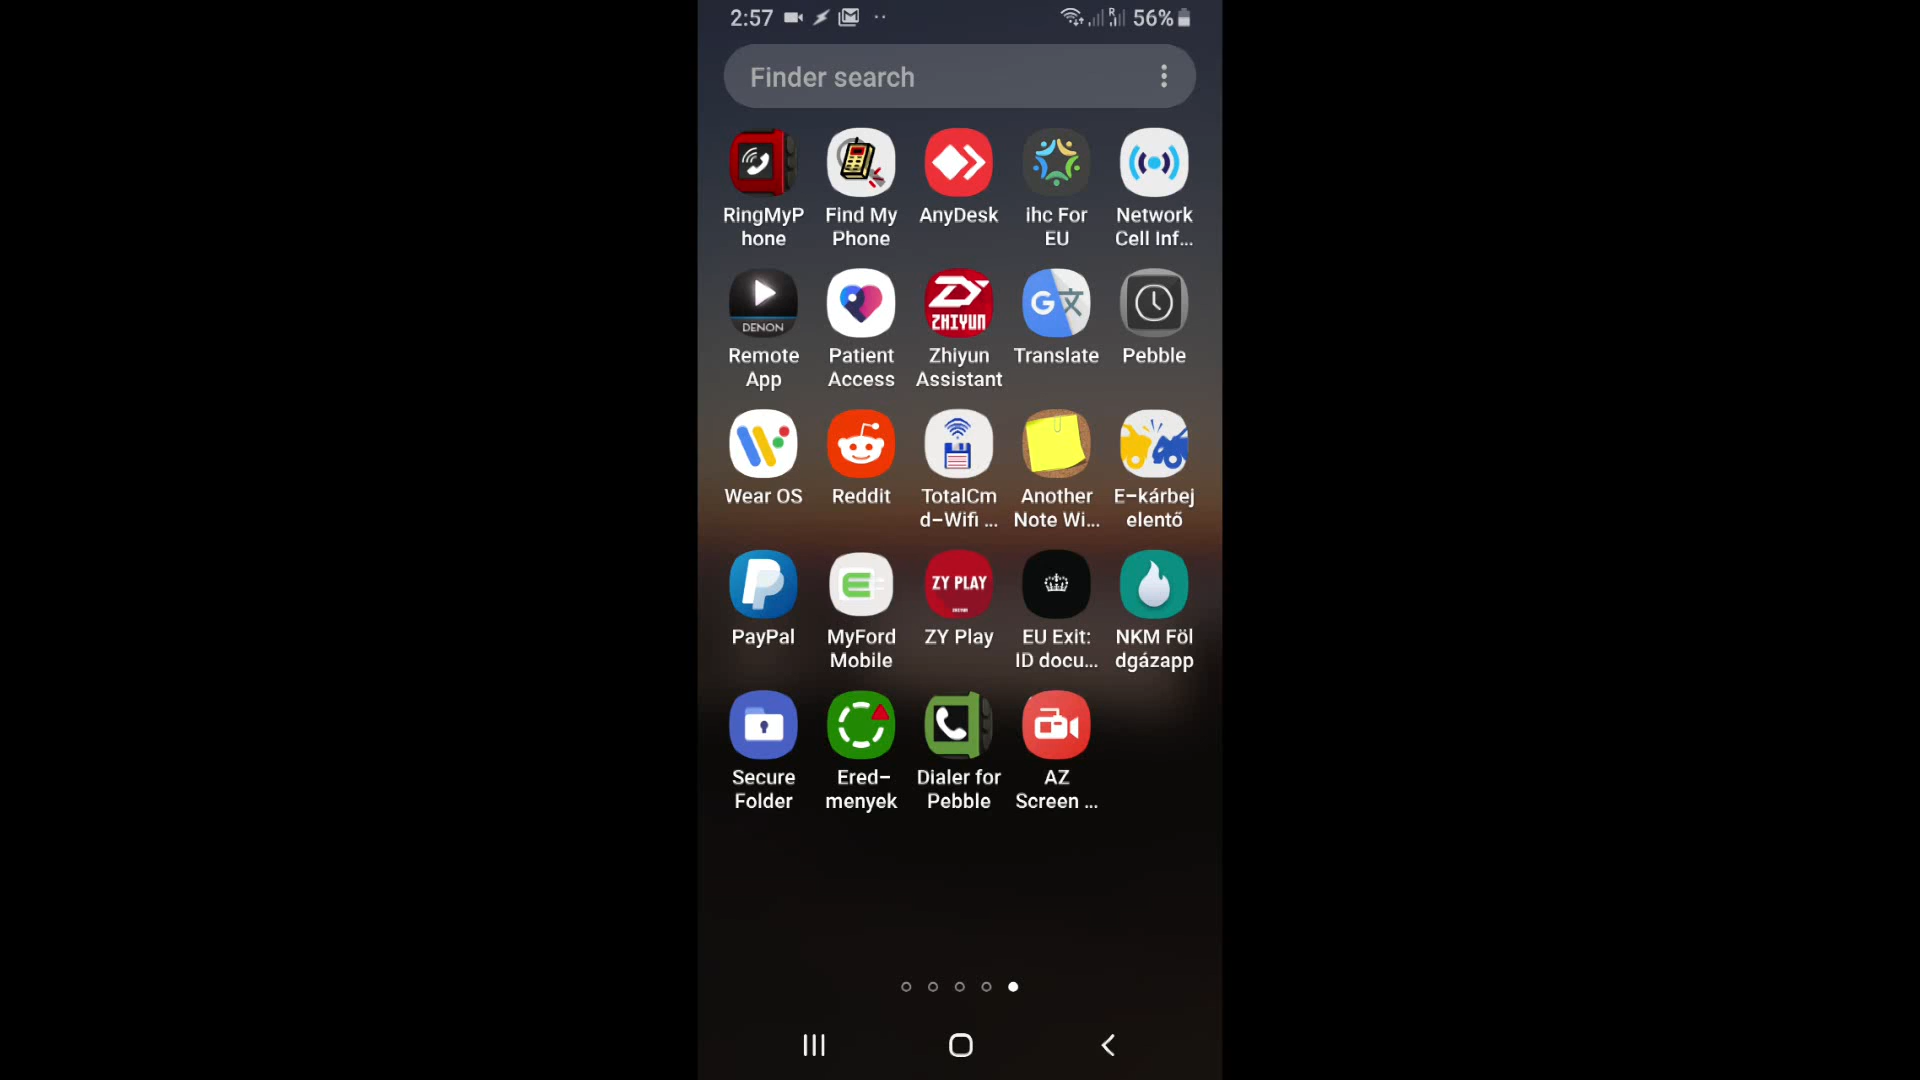 2:57
56%
Finder search
RingMyP
hone
Find My
Phone
AnyDesk
ihc For
EU
Network
Cell Inf...
DENON
Remote
App
Patient
Access
ZHIYUN
Zhiyun
Assistant
G文
Translate
Pebble
Wear OS
Reddit
TotalCm
d-Wifi ...
Another
Note Wi...
E-kárbej
elentő
PayPal
MyFord
Mobile
ZY PLAY
ZY Play
EU Exit:
ID docu...
NKM Föl
dgázapp
Secure
Folder
Ered-
menyek
Dialer for
Pebble
AZ
Screen ...